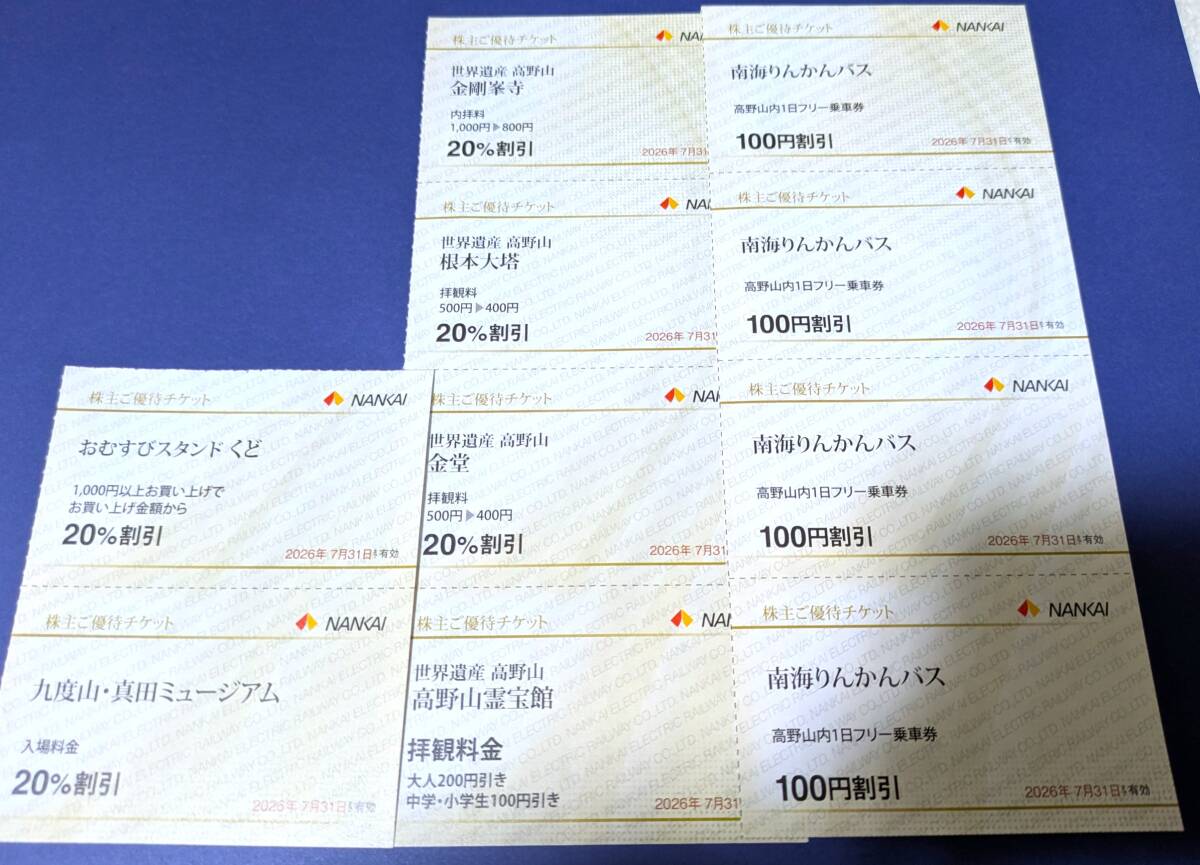 株主ご優待チケット
NANKAI
おむすびスタンド くど
1,000円以上お買い上げで
お買い上げ金額から
20%割引
2026年 7月31日まで有効
株主ご優待チケット
NANKAI
九度山・真田ミュージアム
入場料金
20%割引
2026年 7月31日まで有効
株主ご優待チケット
NAN
世界遺産 高野山
金剛峯寺
内拝料
1,000円▶800円
20%割引
2026年 7月31
株主ご優待チケット
NAN
世界遺産 高野山
根本大塔
拝観料
500円▶400円
20%割引
2026年 7月31
株主ご優待チケット
NAN
世界遺産 高野山
金堂
拝観料
500円▶400円
20%割引
2026年 7月31
株主ご優待チケット
NAN
世界遺産 高野山
高野山霊宝館
拝観料金
大人200円引き
中学・小学生100円引き
2026年 7月31
株主ご優待チケット
NANKAI
南海りんかんバス
高野山内1日フリー乗車券
100円割引
2026年 7月31日まで有効
株主ご優待チケット
NANKAI
南海りんかんバス
高野山内1日フリー乗車券
100円割引
2026年 7月31日まで有効
株主ご優待チケット
NANKAI
南海りんかんバス
高野山内1日フリー乗車券
100円割引
2026年 7月31日まで有効
株主ご優待チケット
NANKAI
南海りんかんバス
高野山内1日フリー乗車券
100円割引
2026年 7月31日まで有効